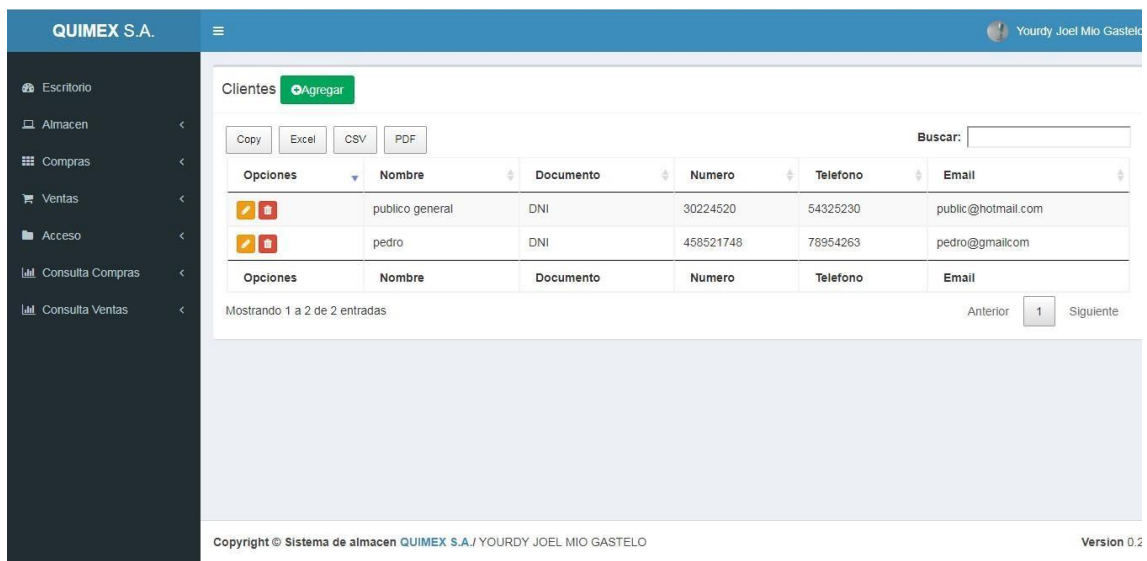 QUIMEX S.A.
Yourdy Joel Mio Gastelo
Escritorio
Almacen
Compras
Ventas
Acceso
Consulta Compras
Consulta Ventas
Clientes Agregar
Copy Excel CSV PDF Buscar:
Opciones Nombre Documento Numero Telefono Email
publico general DNI 30224520 54325230 public@hotmail.com
pedro DNI 458521748 78954263 pedro@gmailcom
Opciones Nombre Documento Numero Telefono Email
Mostrando 1 a 2 de 2 entradas Anterior 1 Siguiente
Copyright © Sistema de almacen QUIMEX S.A./ YOURDY JOEL MIO GASTELO Version 0.2